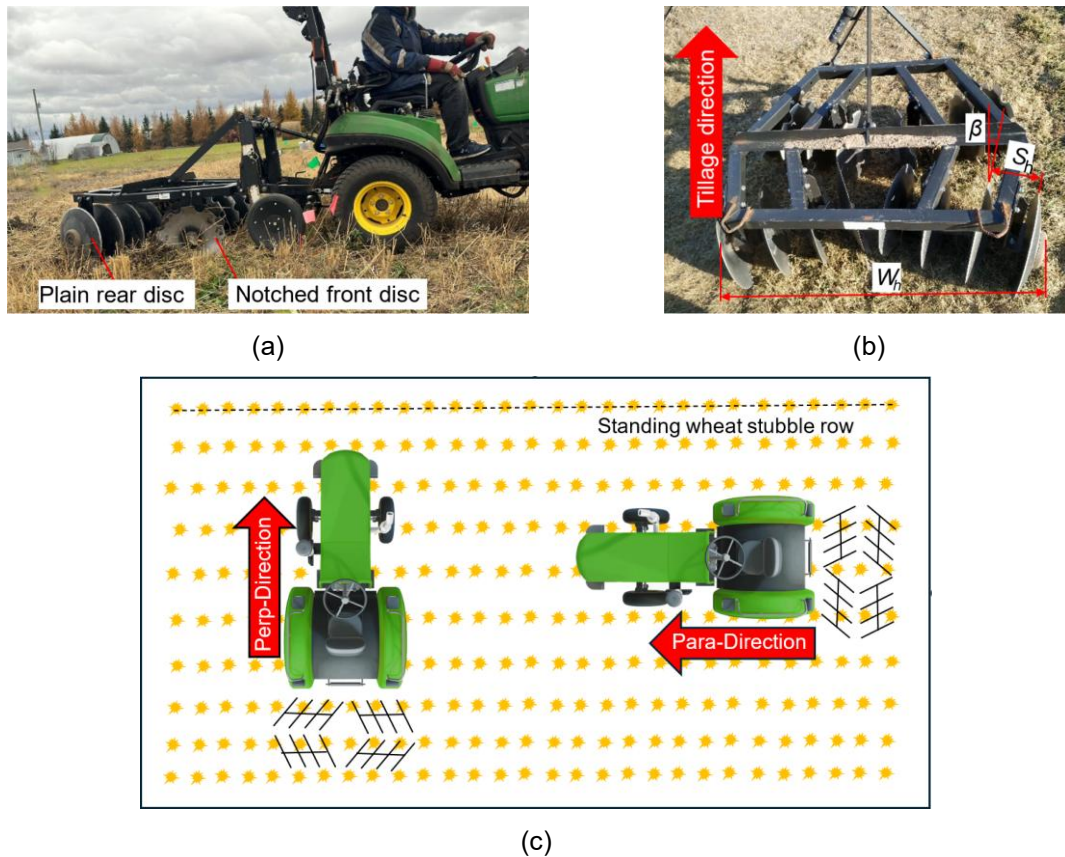 Plain rear disc
Notched front disc
(a)
Tillage direction
β
Sh
Wh
(b)
Standing wheat stubble row
Perp-Direction
Para-Direction
(c)